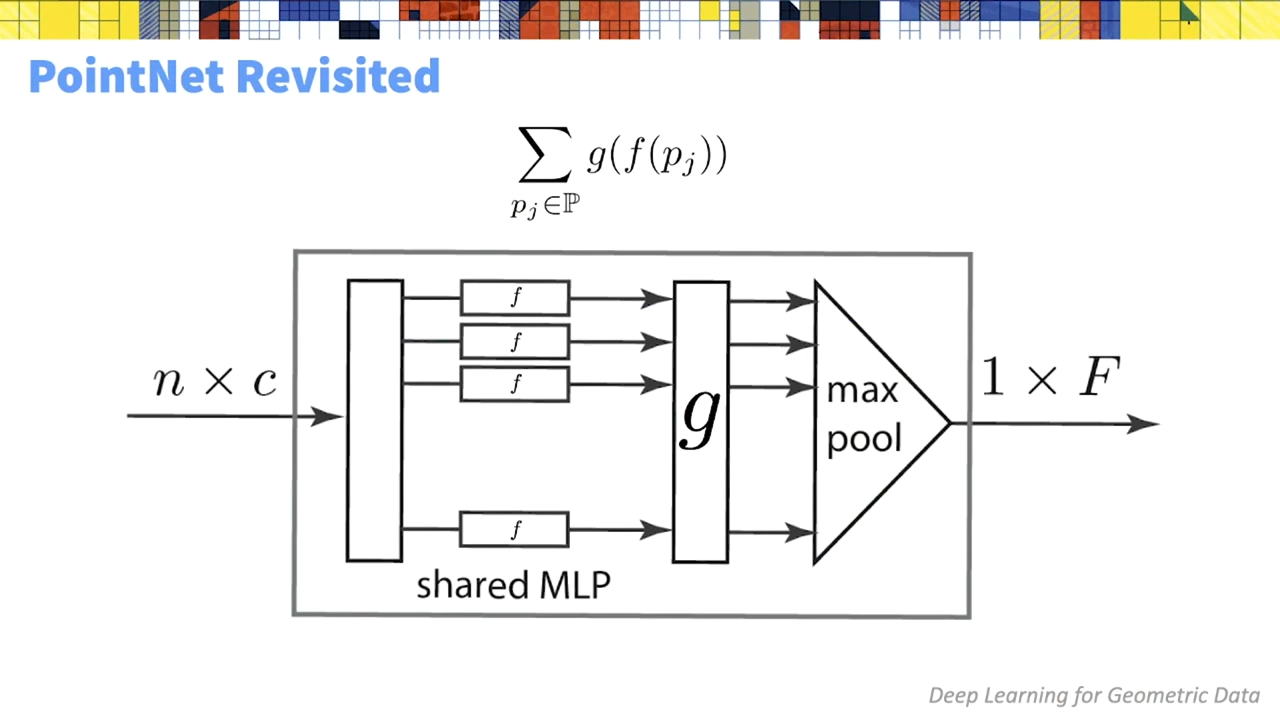 PointNet Revisited
∑ g(f(p_j))
p_j∈ℙ
f
f
f
n × c
1 × F
g
max
pool
f
shared MLP
Deep Learning for Geometric Data